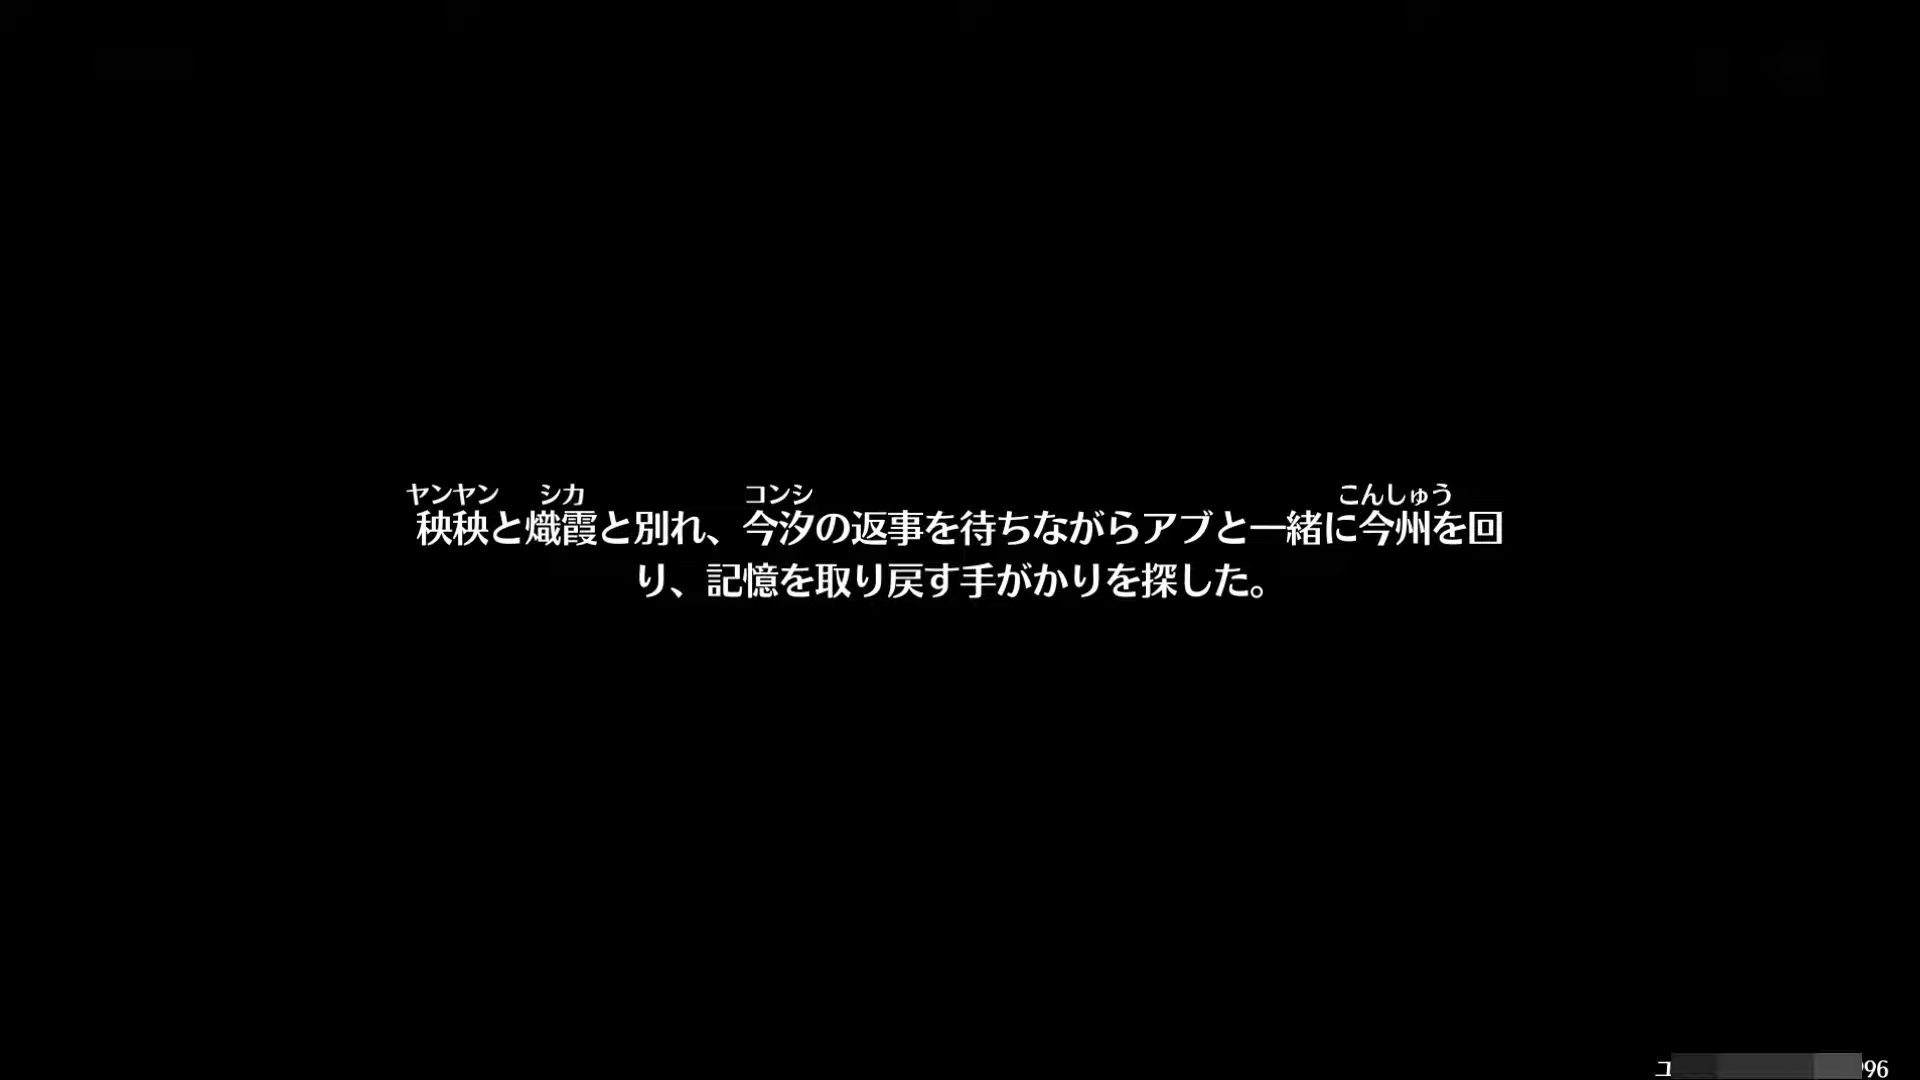 ヤンヤン シカ コンシ こんしゅう
秧秧と熾霞と別れ、今汐の返事を待ちながらアブと一緒に今州を回
り、記憶を取り戻す手がかりを探した。